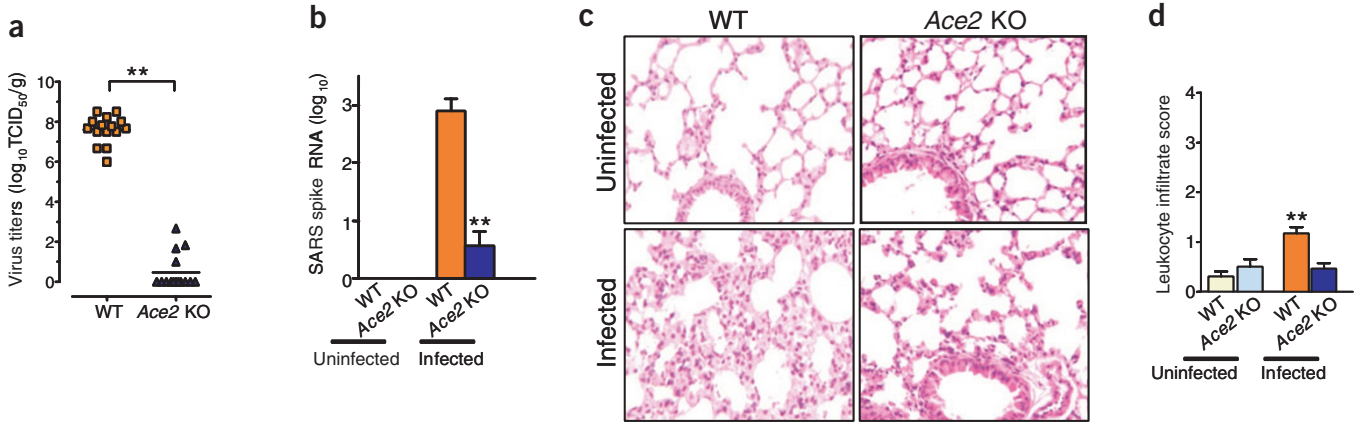 a
Virus titers (log10TCID50/g)
10
8
6
4
2
0
**
WT
Ace2 KO
b
SARS spike RNA (log10)
3
2
1
0
**
WT
Ace2 KO
WT
Ace2 KO
Uninfected
Infected
c
WT
Ace2 KO
Uninfected
Infected
d
Leukocyte infiltrate score
4
3
2
1
0
**
WT
Ace2 KO
WT
Ace2 KO
Uninfected
Infected